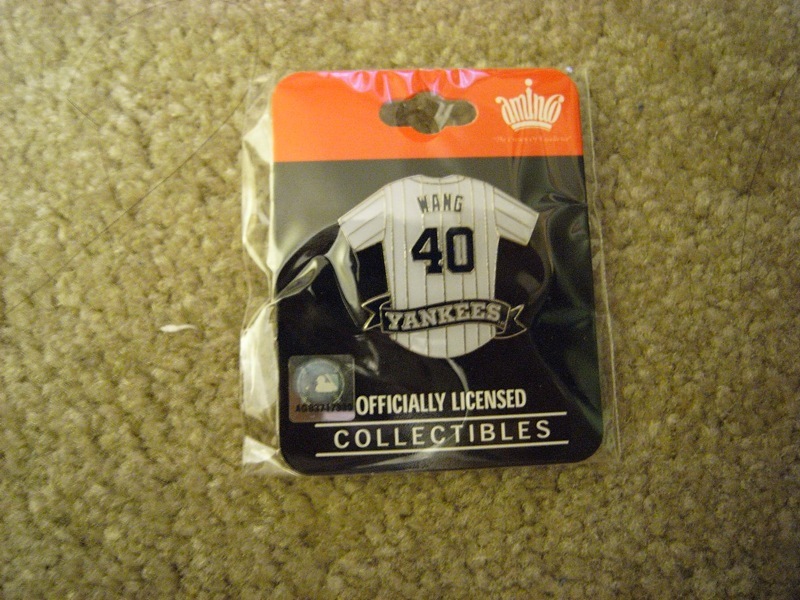 aminco
WANG
40
YANKEES
OFFICIALLY LICENSED
COLLECTIBLES